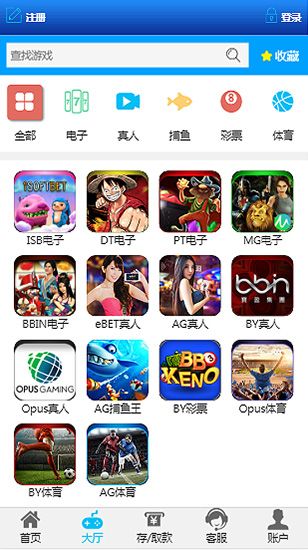 注册 登录
查找游戏 收藏
777 8
全部 电子 真人 捕鱼 彩票 体育
ISOFTBET
ISB电子 DT电子 PT电子 MG电子
bbin
寶盈集團
BBIN电子 eBET真人 AG真人 BY真人
OPUS GAMING
BB
KENO
Opus真人 AG捕鱼王 BY彩票 Opus体育
BY体育 AG体育
首页 大厅 存/取款 客服 账户